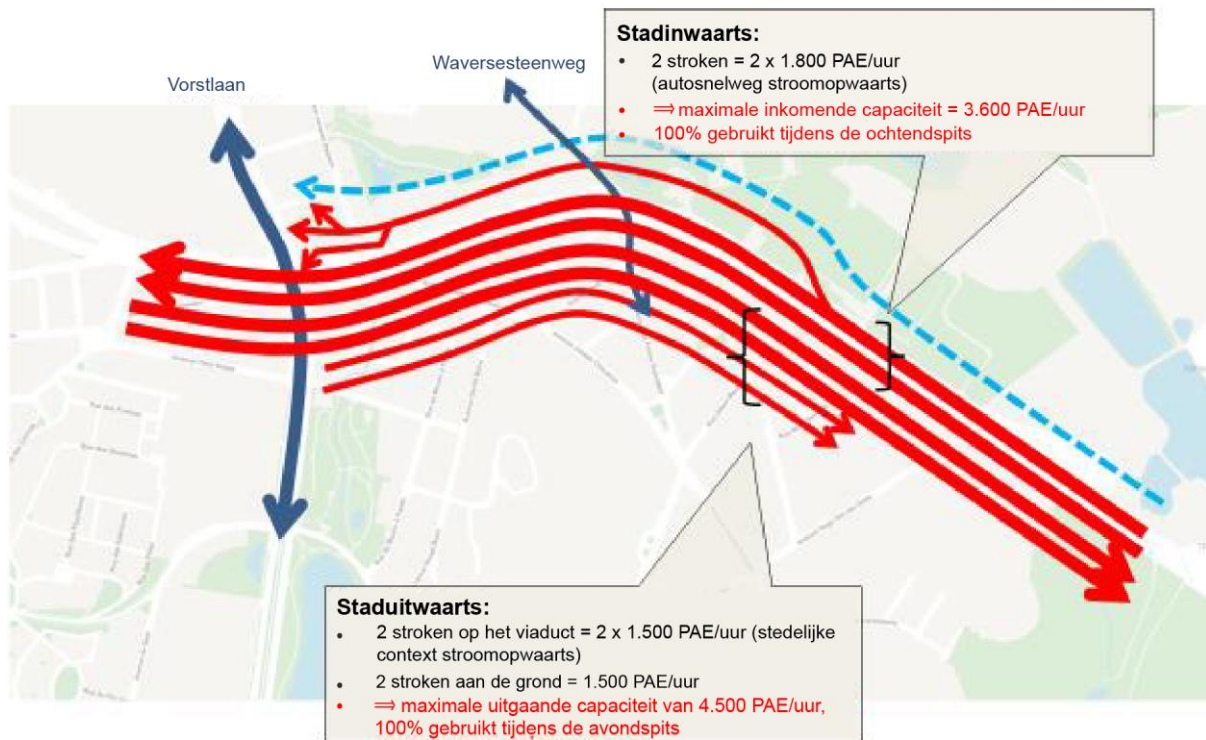 Stadinwaarts:
• 2 stroken = 2 x 1.800 PAE/uur
(autosnelweg stroomopwaarts)
• ⇒ maximale inkomende capaciteit = 3.600 PAE/uur
• 100% gebruikt tijdens de ochtendspits
Waversesteenweg
Vorstlaan
Staduitwaarts:
• 2 stroken op het viaduct = 2 x 1.500 PAE/uur (stedelijke
context stroomopwaarts)
• 2 stroken aan de grond = 1.500 PAE/uur
• ⇒ maximale uitgaande capaciteit van 4.500 PAE/uur,
100% gebruikt tijdens de avondspits